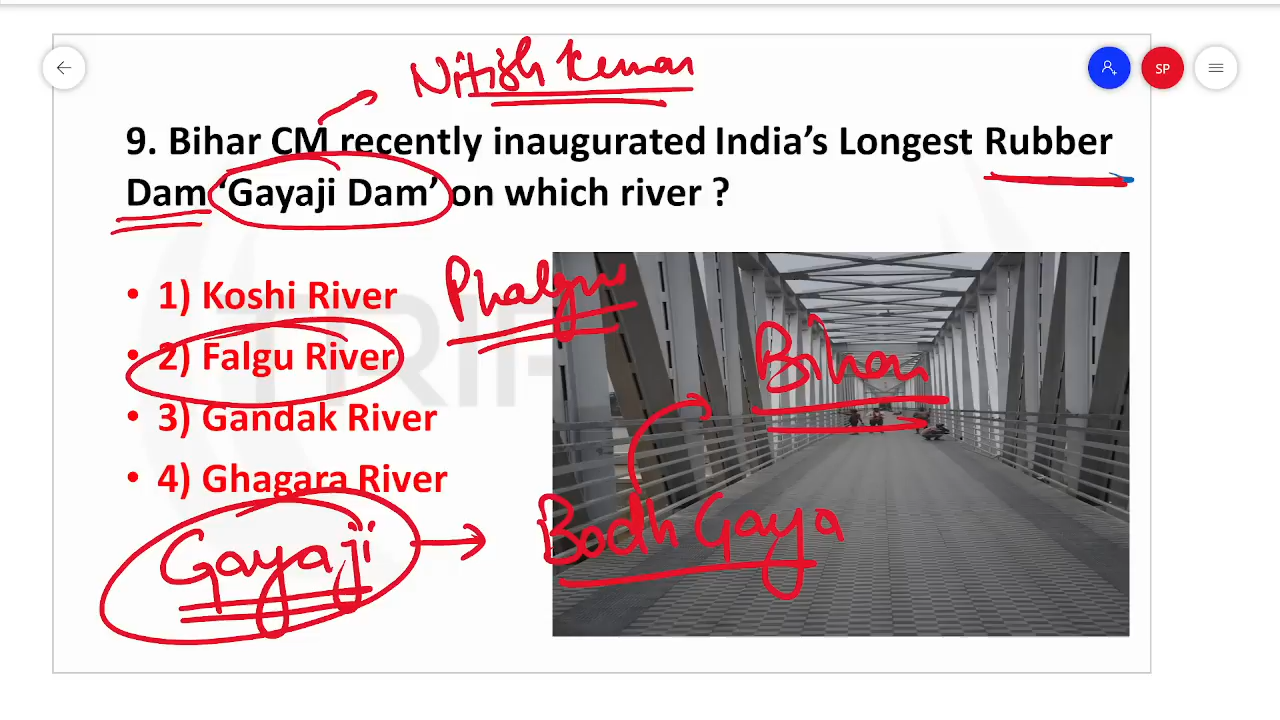 Nitish Kumar
SP
9. Bihar CM recently inaugurated India's Longest Rubber
Dam 'Gayaji Dam' on which river ?
Phalgu
• 1) Koshi River
• 2) Falgu River
Bihar
• 3) Gandak River
• 4) Ghagara River
Bodh Gaya
Gayaji